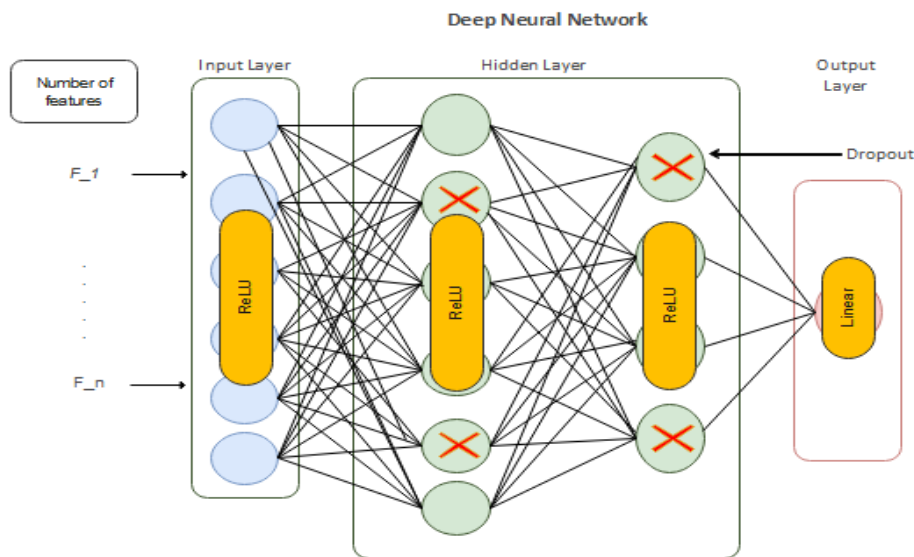 Deep Neural Network
Number of
features
Input Layer
Hidden Layer
Output
Layer
F_1
.
.
.
.
.
F_n
ReLU
ReLU
ReLU
Linear
Dropout